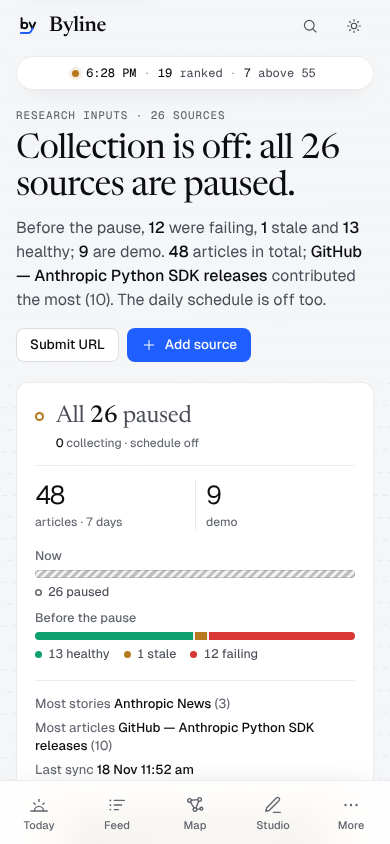 by Byline
6:28 PM · 19 ranked · 7 above 55
RESEARCH INPUTS · 26 SOURCES
Collection is off: all 26
sources are paused.
Before the pause, 12 were failing, 1 stale and 13
healthy; 9 are demo. 48 articles in total; GitHub
— Anthropic Python SDK releases contributed
the most (10). The daily schedule is off too.
Submit URL
Add source
All 26 paused
0 collecting · schedule off
48
articles · 7 days
9
demo
Now
26 paused
Before the pause
13 healthy 1 stale 12 failing
Most stories Anthropic News (3)
Most articles GitHub — Anthropic Python SDK
releases (10)
Last sync 18 Nov 11:52 am
Today Feed Map Studio More